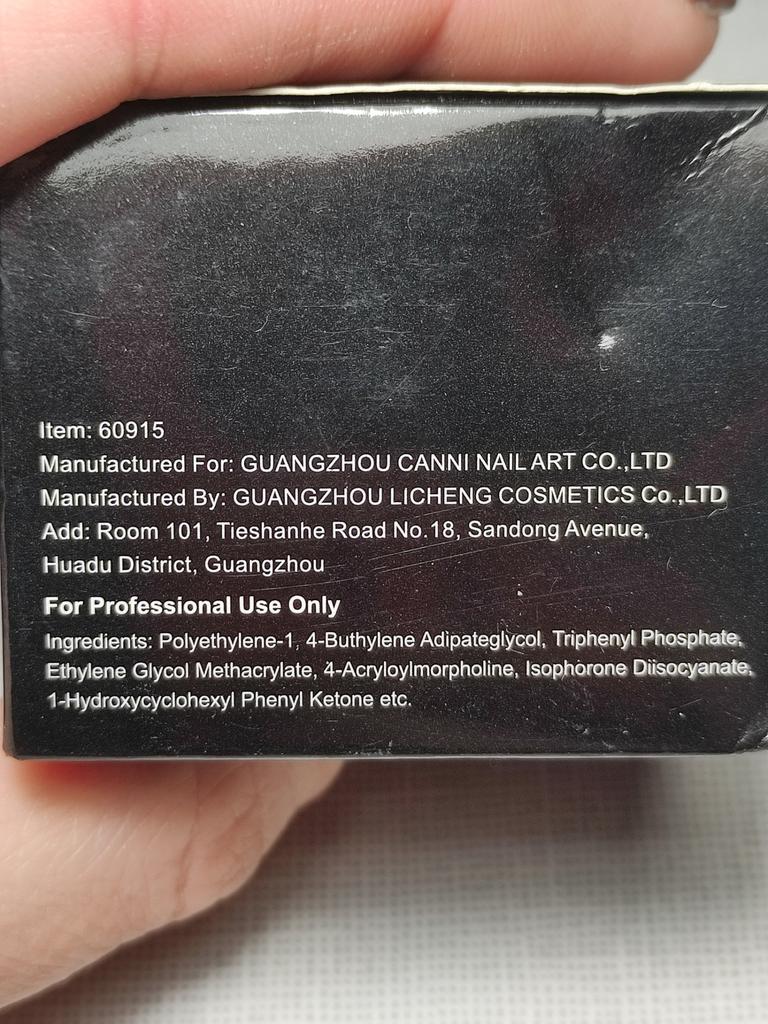 Item: 60915
Manufactured For: GUANGZHOU CANNI NAIL ART CO.,LTD
Manufactured By: GUANGZHOU LICHENG COSMETICS Co.,LTD
Add: Room 101, Tieshanhe Road No.18, Sandong Avenue,
Huadu District, Guangzhou
For Professional Use Only
Ingredients: Polyethylene-1, 4-Buthylene Adipateglycol, Triphenyl Phosphate,
Ethylene Glycol Methacrylate, 4-Acryloylmorpholine, Isophorone Diisocyanate,
1-Hydroxycyclohexyl Phenyl Ketone etc.